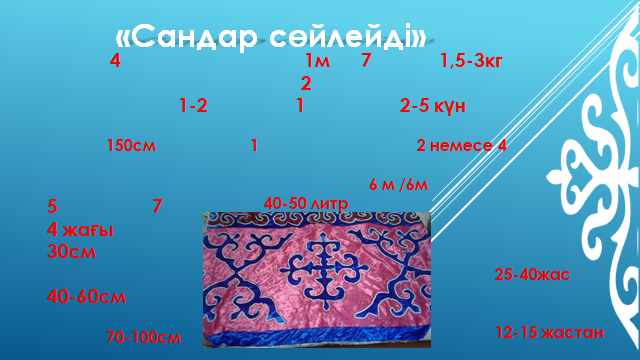 «Сандар сөйлейді»
4 1м 7 1,5-3кг
2
1-2 1 2-5 күн
150см 1 2 немесе 4
6 м /6м
5 7 40-50 литр
4 жағы
30см
25-40жас
40-60см
12-15 жастан
70-100см